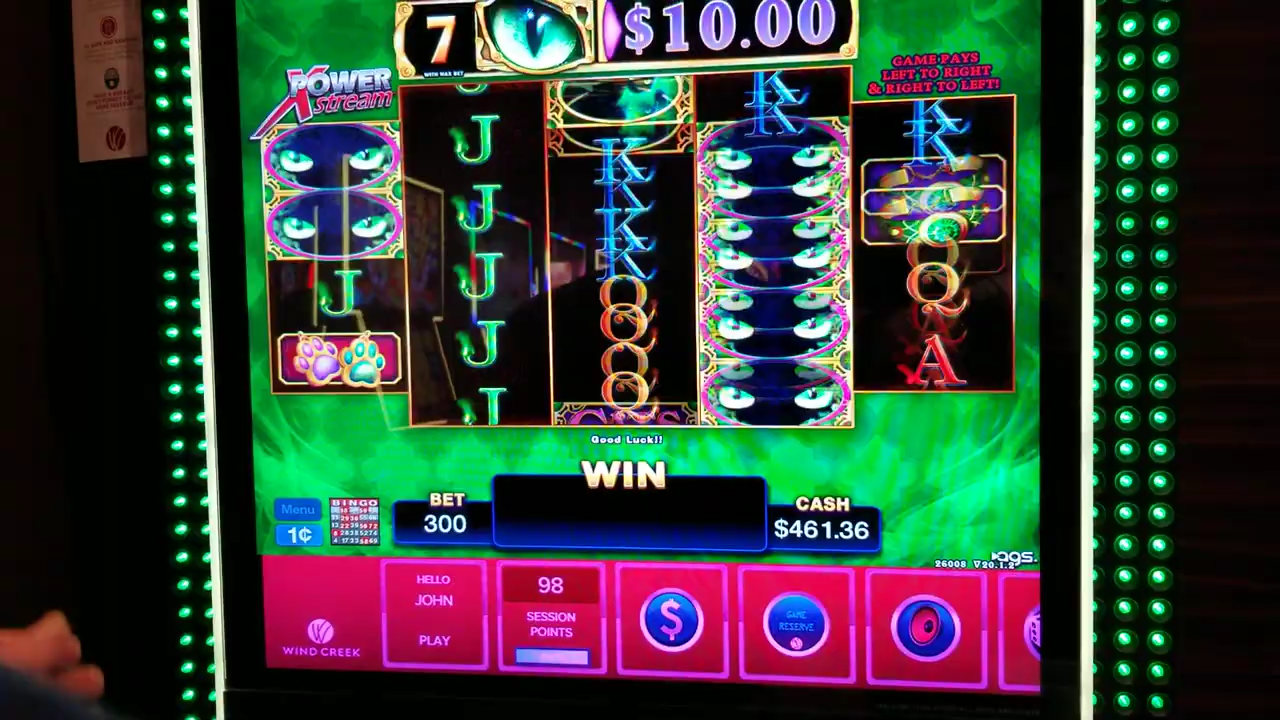 7
WITH MAX BET
$10.00
POWER
Xstream
GAME PAYS
LEFT TO RIGHT
& RIGHT TO LEFT!
K
K
J
J
J
J
J
J
K
K
K
K
Q
Q
Q
Q
Q
Q
A
Good Luck!!
WIN
BET
300
CASH
$461.36
Menu
1¢
BINGO
ags.
26008 V20.1.2
HELLO
JOHN
PLAY
98
SESSION
POINTS
$
GAME
RESERVE
WIND CREEK